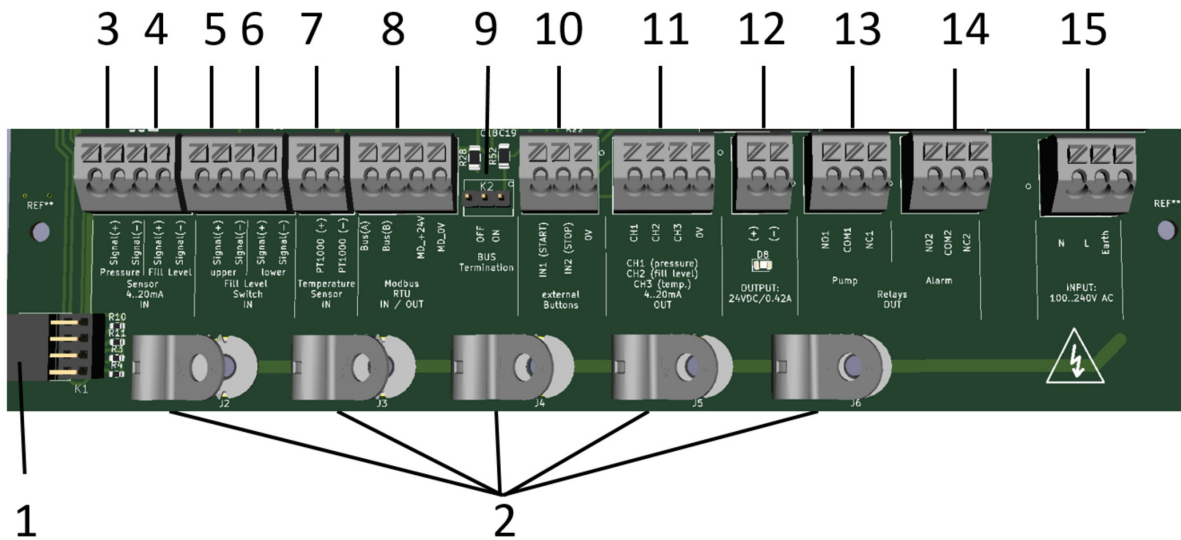 3 4 5 6 7 8 9 10 11 12 13 14 15
C1BC19
R28
R52
K2
REF**
REF**
Signal(+)
Signal(-)
Signal(+)
Signal(-)
Pressure Fill Level
Sensor
4..20mA
IN
Signal(+)
Signal(-)
Signal(+)
Signal(-)
upper lower
Fill Level
Switch
IN
PT1000 (+)
PT1000 (-)
Temperature
Sensor
IN
Bus(A)
Bus(B)
MD_+24V
MD_0V
Modbus
RTU
IN / OUT
OFF
ON
BUS
Termination
IN1 (START)
IN2 (STOP)
0V
external
Buttons
CH1
CH2
CH3
0V
CH1 (pressure)
CH2 (fill level)
CH3 (temp.)
4..20mA
OUT
(+)
(-)
D8
OUTPUT:
24VDC/0.42A
NO1
COM1
NC1
Pump
NO2
COM2
NC2
Alarm
Relays
OUT
N
L
Earth
INPUT:
100..240V AC
R10
R11
R3
R4
K1
J2
J3
J4
J5
J6
1
2